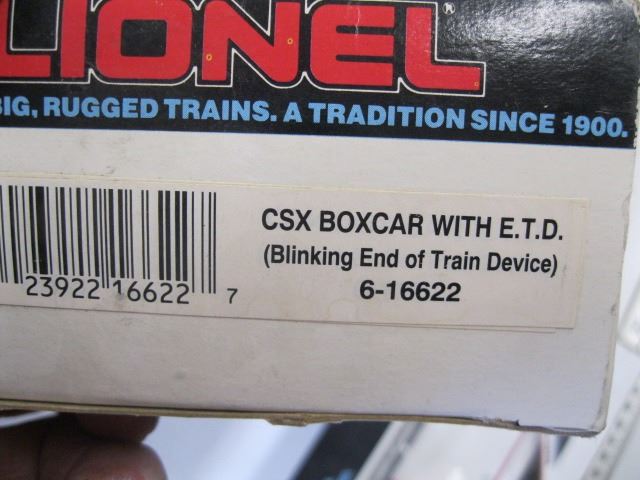 LIONEL®
BIG, RUGGED TRAINS. A TRADITION SINCE 1900.
CSX BOXCAR WITH E.T.D.
(Blinking End of Train Device)
6-16622
23922 16622 7